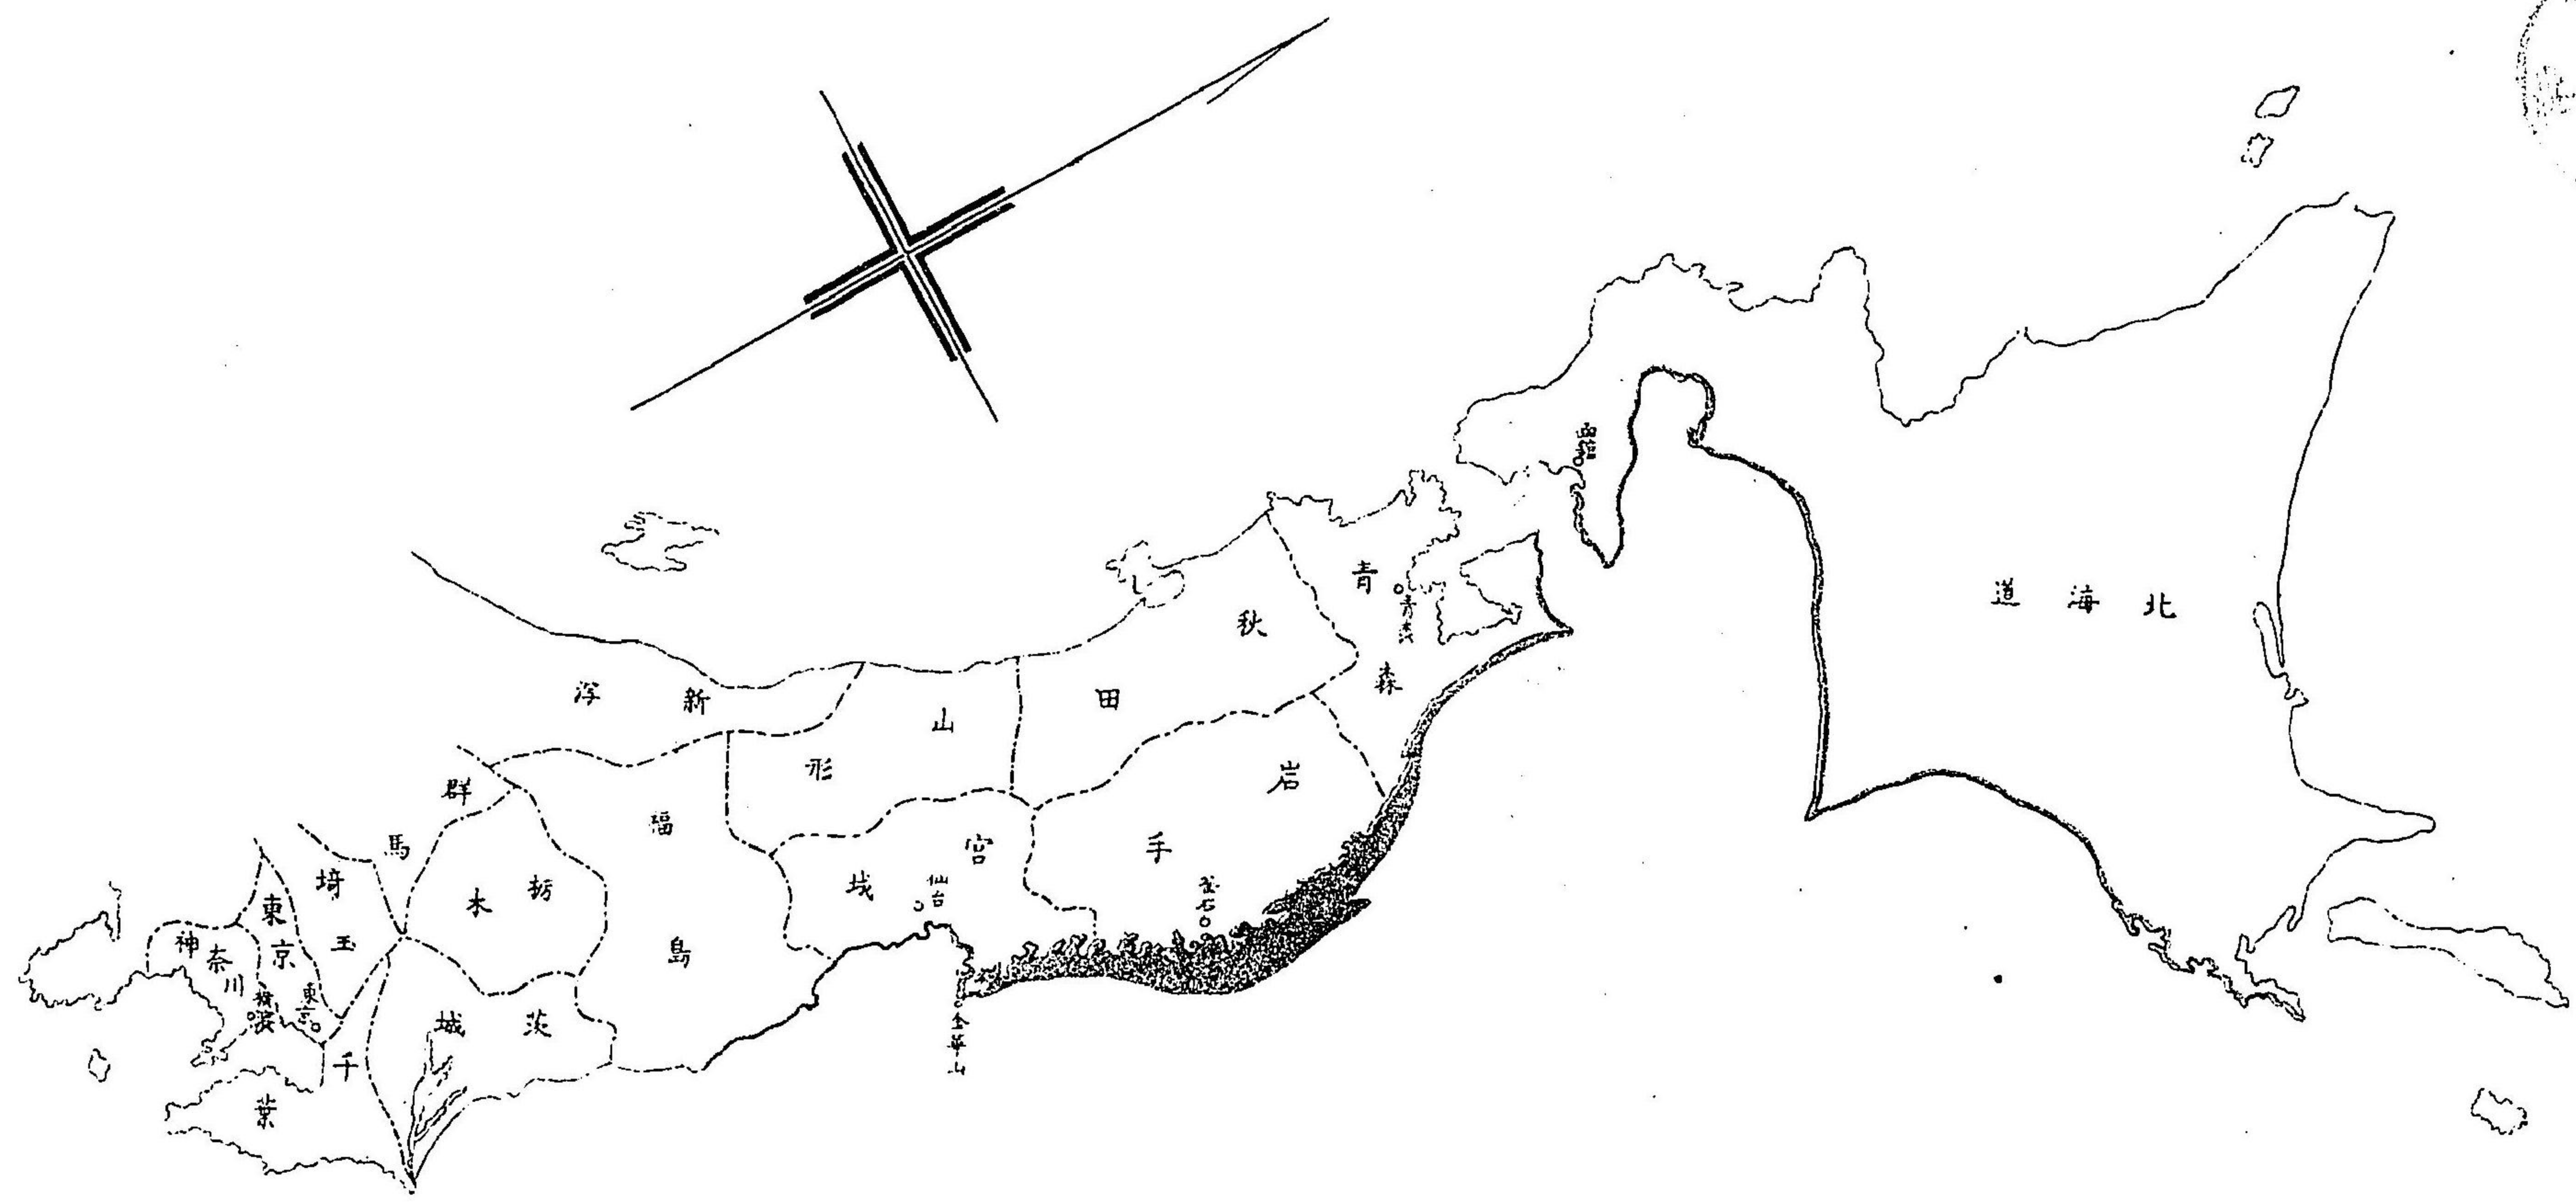 北海道
函館
青森
青森
秋田
岩手
釜石
山形
宮城
仙台
金華山
新潟
福島
群馬
栃木
茨城
埼玉
東京
東京
神奈川
横浜
千葉